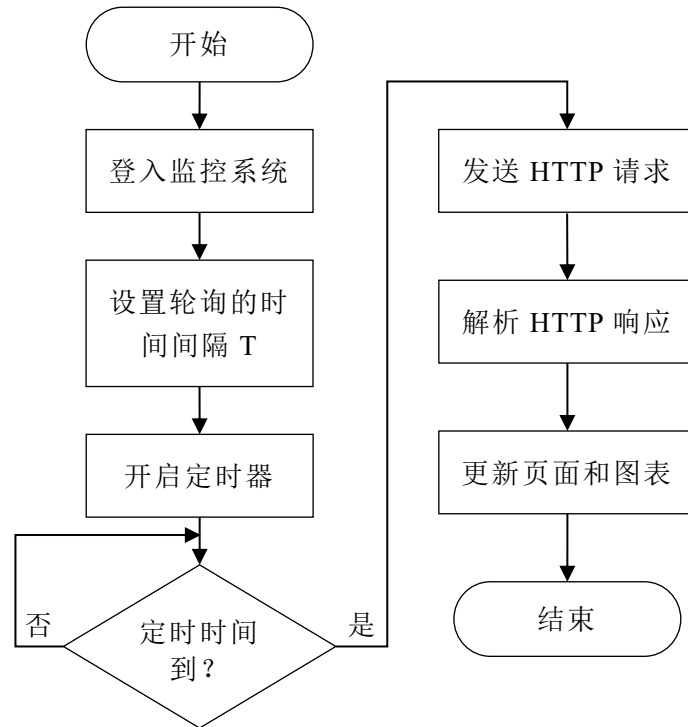 开始
登入监控系统
设置轮询的时
间间隔 T
开启定时器
否
定时时间
到？
是
发送 HTTP 请求
解析 HTTP 响应
更新页面和图表
结束